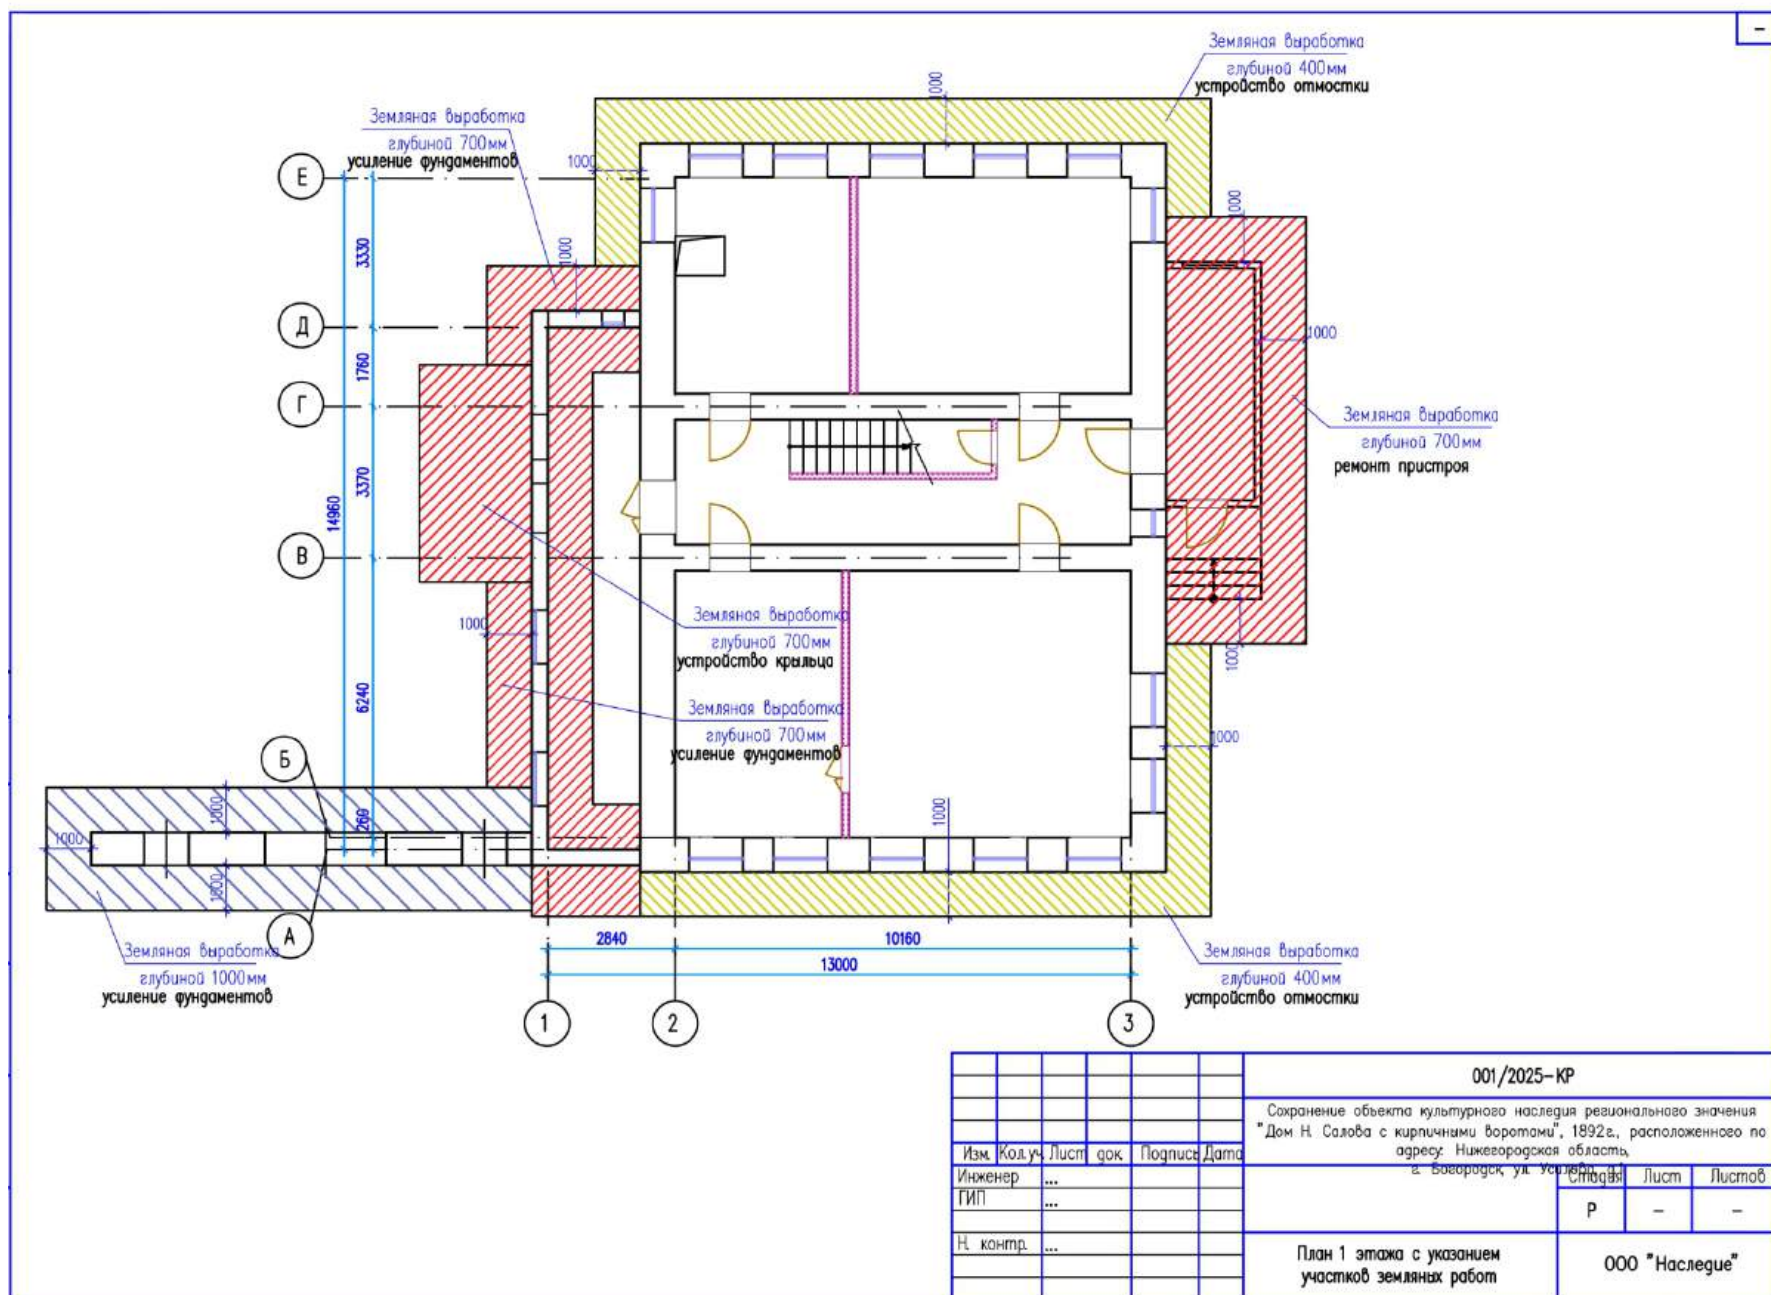 –
Земляная выработка
глубиной 400мм
устройство отмостки
Земляная выработка
глубиной 700мм
усиление фундаментов
1000
1000
1000
1000
1000
Е
Д
Г
В
Б
А
3330
1760
3370
6240
260
14960
Земляная выработка
глубиной 700мм
ремонт пристроя
Земляная выработка
глубиной 700мм
устройство крыльца
Земляная выработка
глубиной 700мм
усиление фундаментов
1000
1000
1000
1000
1000
1000
1000
Земляная выработка
глубиной 1000мм
усиление фундаментов
Земляная выработка
глубиной 400мм
устройство отмостки
2840
10160
13000
1
2
3
001/2025-КР
Сохранение объекта культурного наследия регионального значения
"Дом Н. Салова с кирпичными воротами", 1892г., расположенного по
адресу: Нижегородская область,
г. Богородск, ул.
Изм. Кол.уч Лист док. Подпись Дата
Инженер ...
ГИП ...
Н. контр. ...
Стадия Лист Листов
Р – –
План 1 этажа с указанием
участков земляных работ
ООО "Наследие"